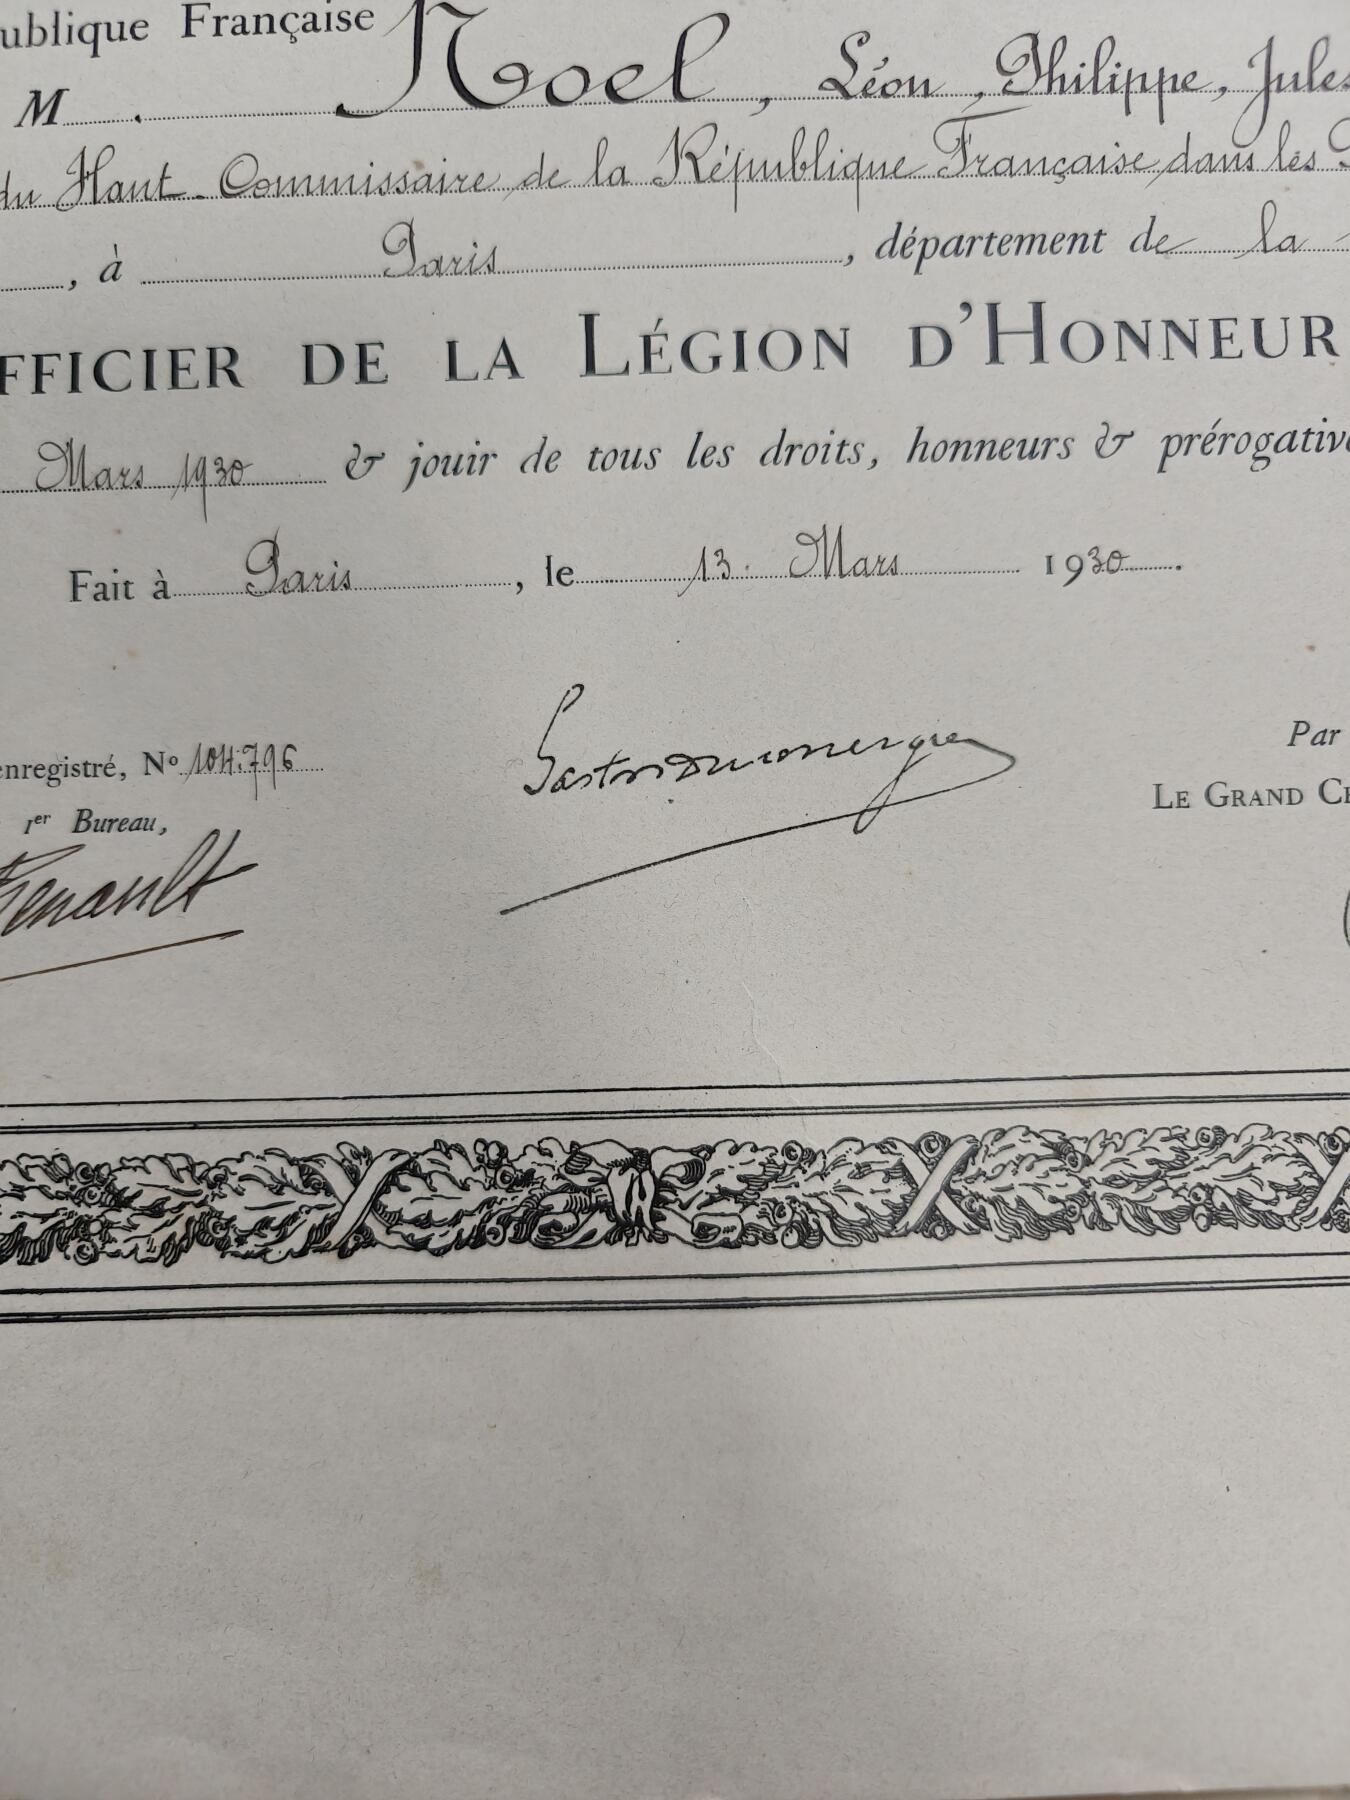 ublique Française
M. Noel, Léon, Philippe, Jules
du Haut-Commissaire de la République Française dans les
, à Paris, département de la
FFICIER DE LA LÉGION D'HONNEUR
Mars 1930 & jouir de tous les droits, honneurs & prérogative
Fait à Paris, le 13 Mars 1930.
Gaston Doumergue
Par
enregistré, No 104.796
LE GRAND CH
1er Bureau,
Renault